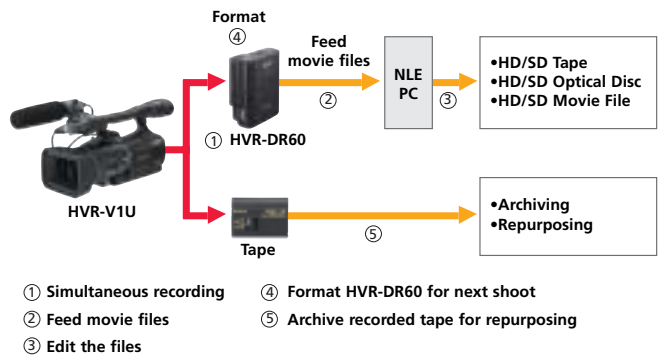 Format
④
Feed
movie files
②
NLE
PC
③
•HD/SD Tape
•HD/SD Optical Disc
•HD/SD Movie File
① HVR-DR60
HVR-V1U
Tape
⑤
•Archiving
•Repurposing
① Simultaneous recording
② Feed movie files
③ Edit the files
④ Format HVR-DR60 for next shoot
⑤ Archive recorded tape for repurposing